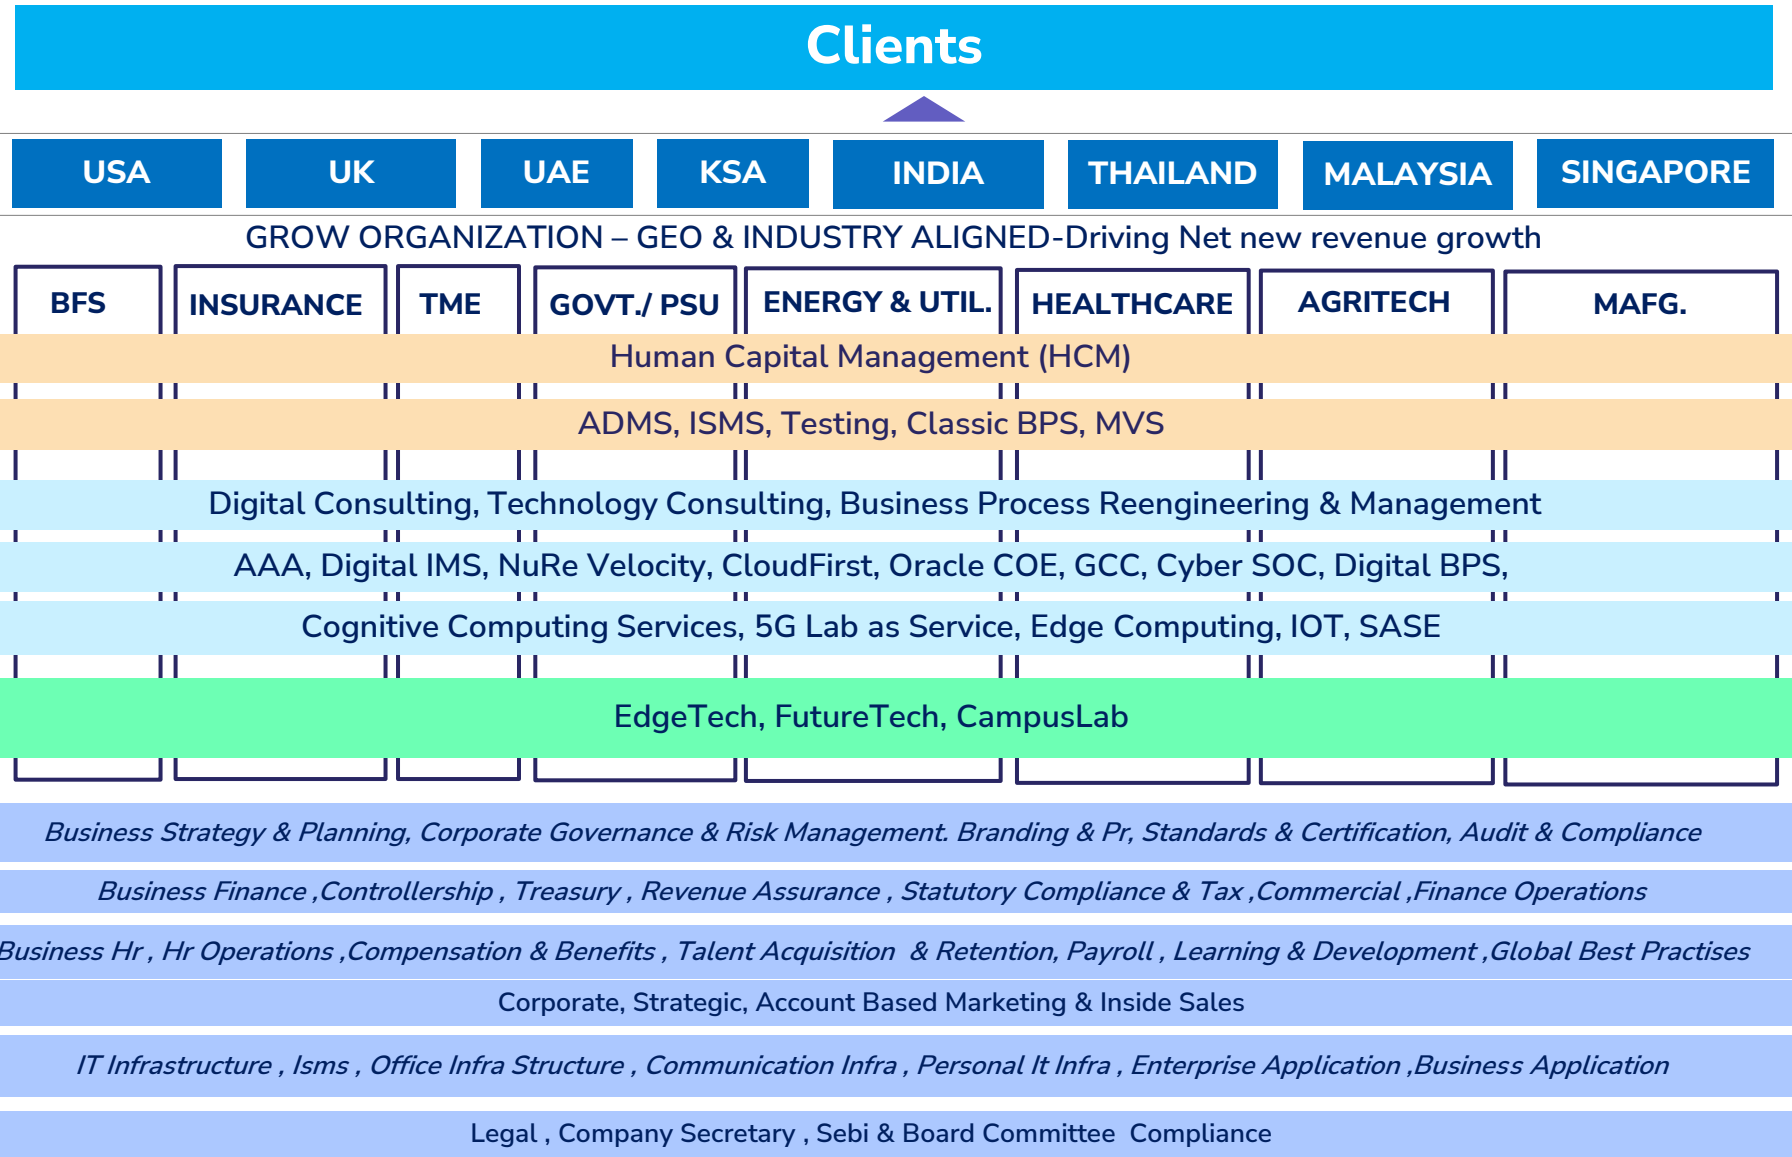 Clients
USA UK UAE KSA INDIA THAILAND MALAYSIA SINGAPORE
GROW ORGANIZATION – GEO & INDUSTRY ALIGNED-Driving Net new revenue growth
BFS INSURANCE TME GOVT./ PSU ENERGY & UTIL. HEALTHCARE AGRITECH MAFG.
Human Capital Management (HCM)
ADMS, ISMS, Testing, Classic BPS, MVS
Digital Consulting, Technology Consulting, Business Process Reengineering & Management
AAA, Digital IMS, NuRe Velocity, CloudFirst, Oracle COE, GCC, Cyber SOC, Digital BPS,
Cognitive Computing Services, 5G Lab as Service, Edge Computing, IOT, SASE
EdgeTech, FutureTech, CampusLab
Business Strategy & Planning, Corporate Governance & Risk Management. Branding & Pr, Standards & Certification, Audit & Compliance
Business Finance ,Controllership , Treasury , Revenue Assurance , Statutory Compliance & Tax ,Commercial ,Finance Operations
Business Hr , Hr Operations ,Compensation & Benefits , Talent Acquisition  & Retention, Payroll , Learning & Development ,Global Best Practises
Corporate, Strategic, Account Based Marketing & Inside Sales
IT Infrastructure , Isms , Office Infra Structure , Communication Infra , Personal It Infra , Enterprise Application ,Business Application
Legal , Company Secretary , Sebi & Board Committee  Compliance